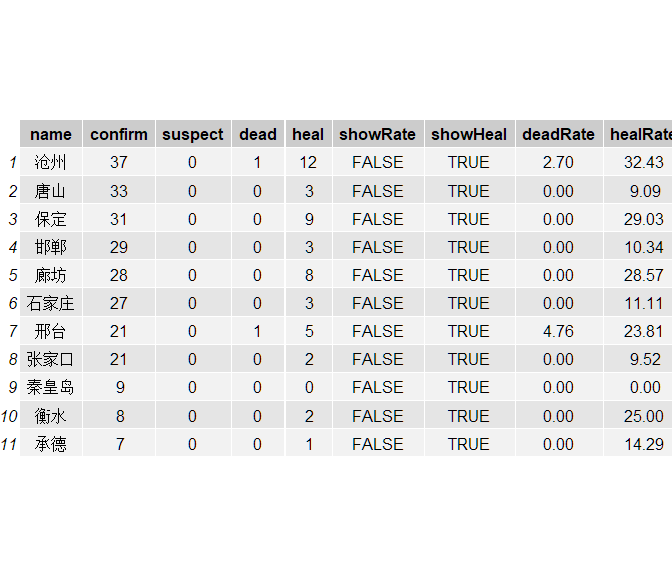 name confirm suspect dead heal showRate showHeal deadRate healRate
1 沧州 37 0 1 12 FALSE TRUE 2.70 32.43
2 唐山 33 0 0 3 FALSE TRUE 0.00 9.09
3 保定 31 0 0 9 FALSE TRUE 0.00 29.03
4 邯郸 29 0 0 3 FALSE TRUE 0.00 10.34
5 廊坊 28 0 0 8 FALSE TRUE 0.00 28.57
6 石家庄 27 0 0 3 FALSE TRUE 0.00 11.11
7 邢台 21 0 1 5 FALSE TRUE 4.76 23.81
8 张家口 21 0 0 2 FALSE TRUE 0.00 9.52
9 秦皇岛 9 0 0 0 FALSE TRUE 0.00 0.00
10 衡水 8 0 0 2 FALSE TRUE 0.00 25.00
11 承德 7 0 0 1 FALSE TRUE 0.00 14.29